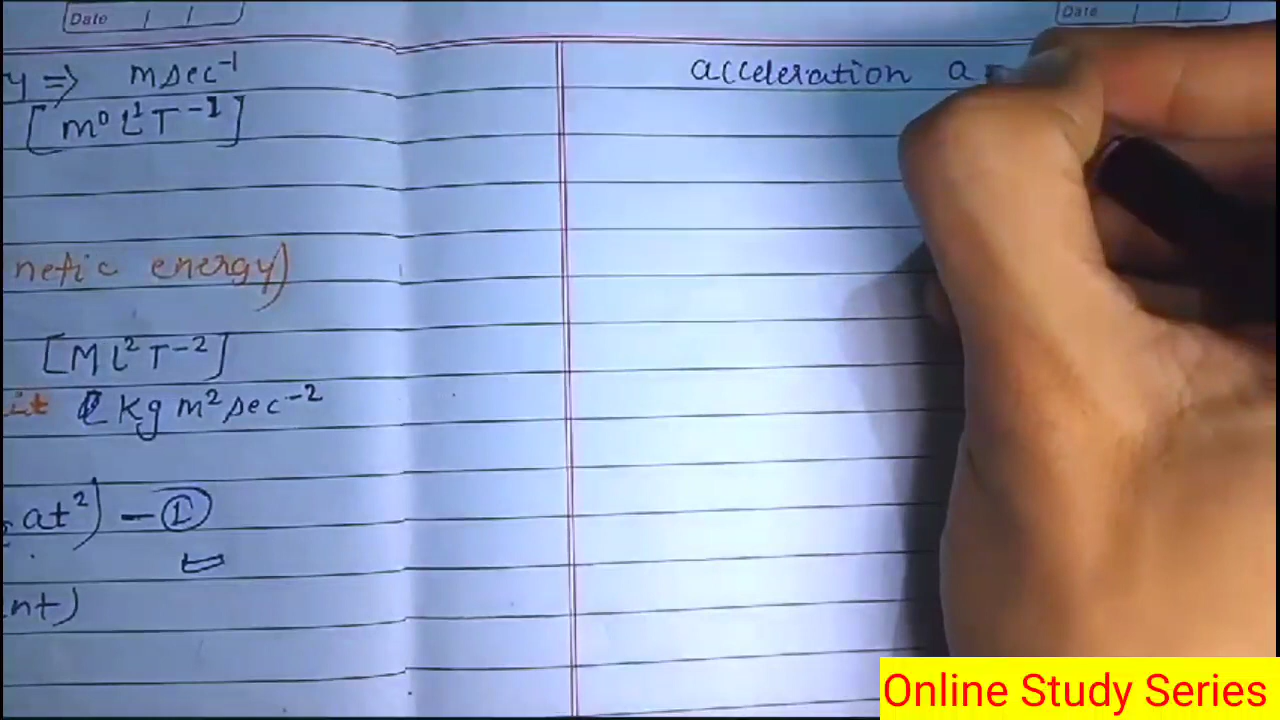 Date
Date
y => msec⁻¹
[m⁰L¹T⁻¹]
acceleration a =
netic energy)
[ML²T⁻²]
it Kg m² sec⁻²
at²) - ①
nt)
Online Study Series